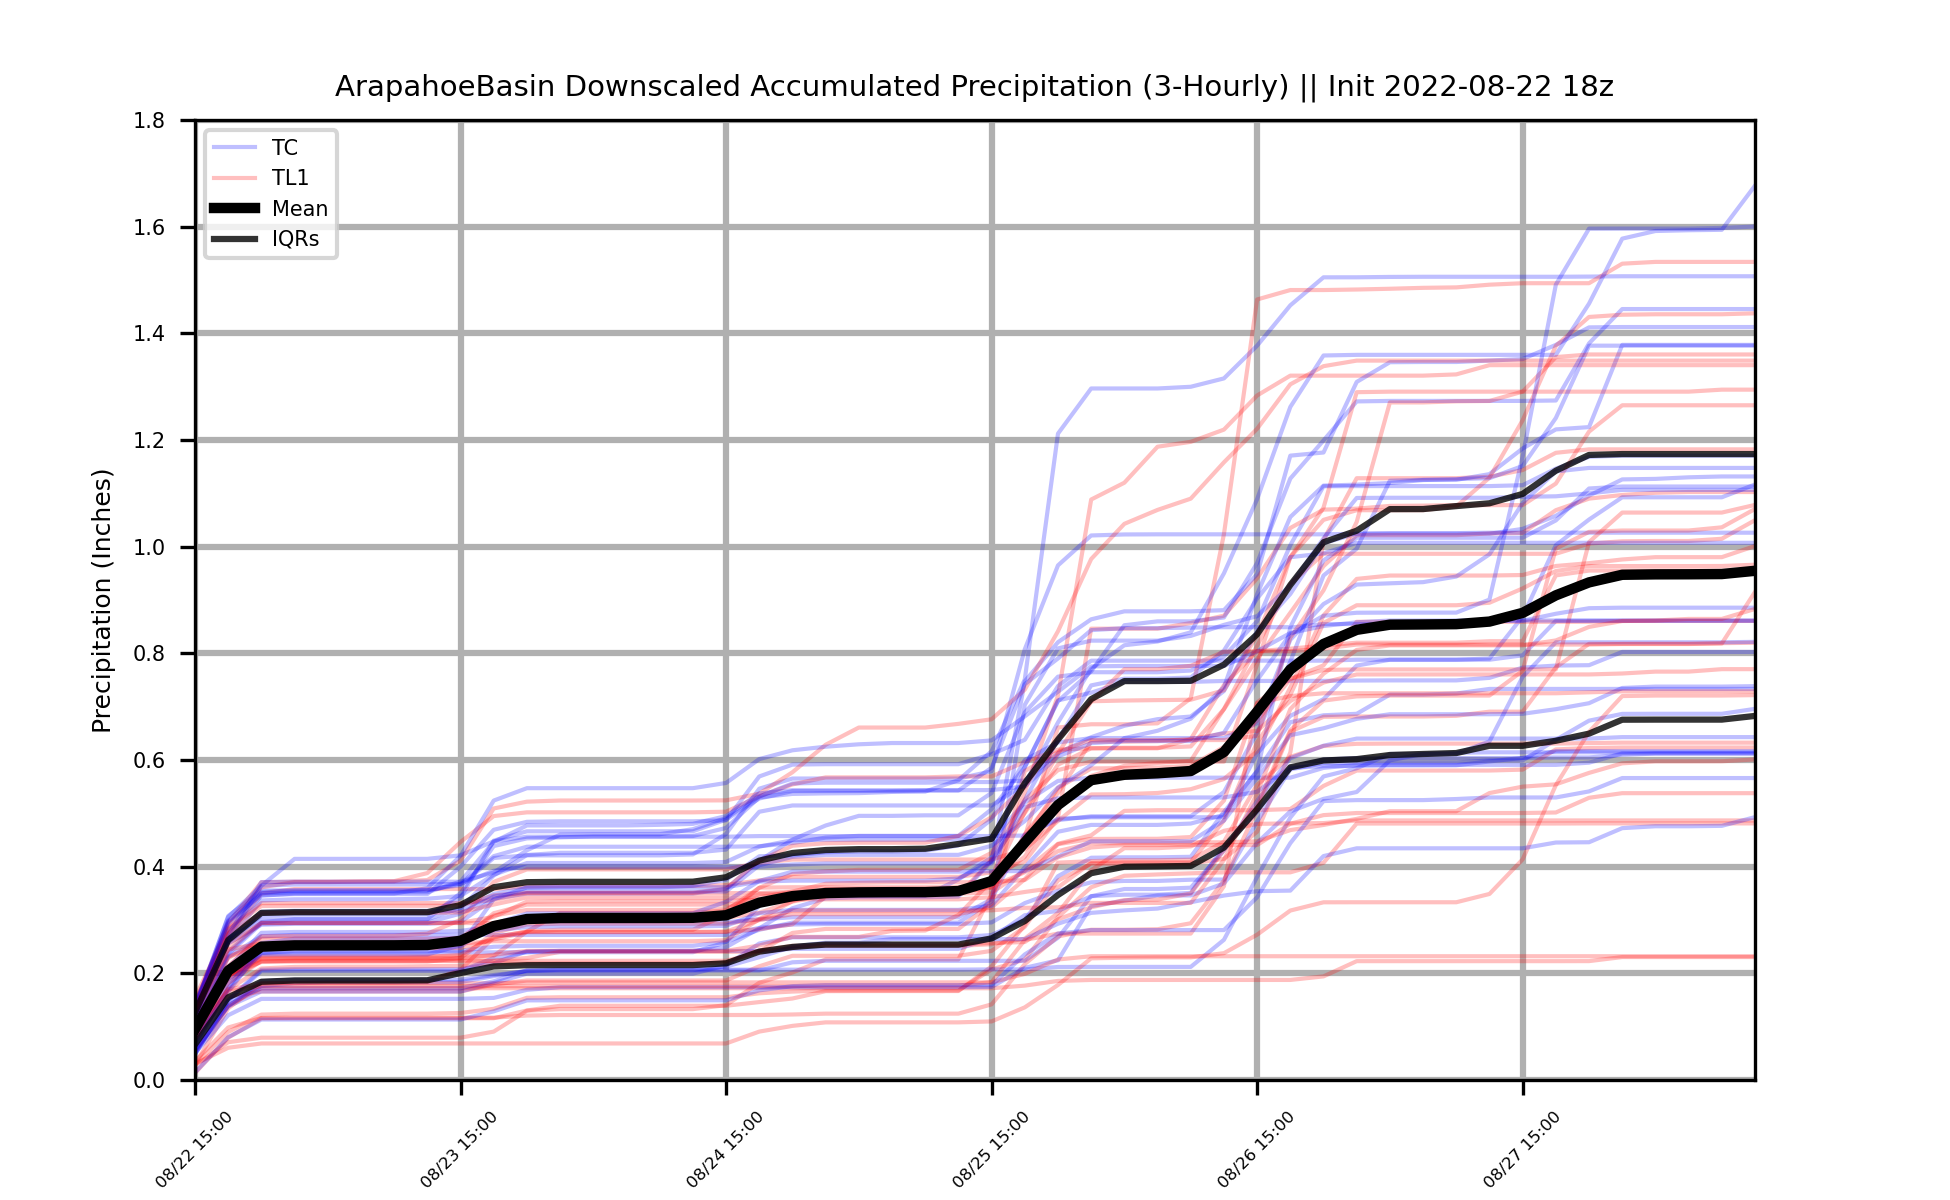 ArapahoeBasin Downscaled Accumulated Precipitation (3-Hourly) || Init 2022-08-22 18z
TC
TL1
Mean
IQRs
Precipitation (Inches)
1.8
1.6
1.4
1.2
1.0
0.8
0.6
0.4
0.2
0.0
08/22 15:00
08/23 15:00
08/24 15:00
08/25 15:00
08/26 15:00
08/27 15:00